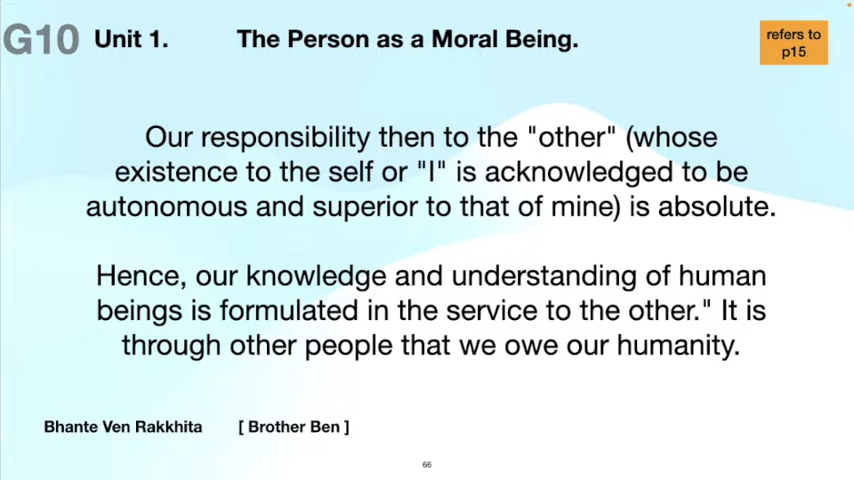 G10 Unit 1. The Person as a Moral Being.
refers to
p15
Our responsibility then to the "other" (whose
existence to the self or "I" is acknowledged to be
autonomous and superior to that of mine) is absolute.
Hence, our knowledge and understanding of human
beings is formulated in the service to the other." It is
through other people that we owe our humanity.
Bhante Ven Rakkhita [ Brother Ben ]
66